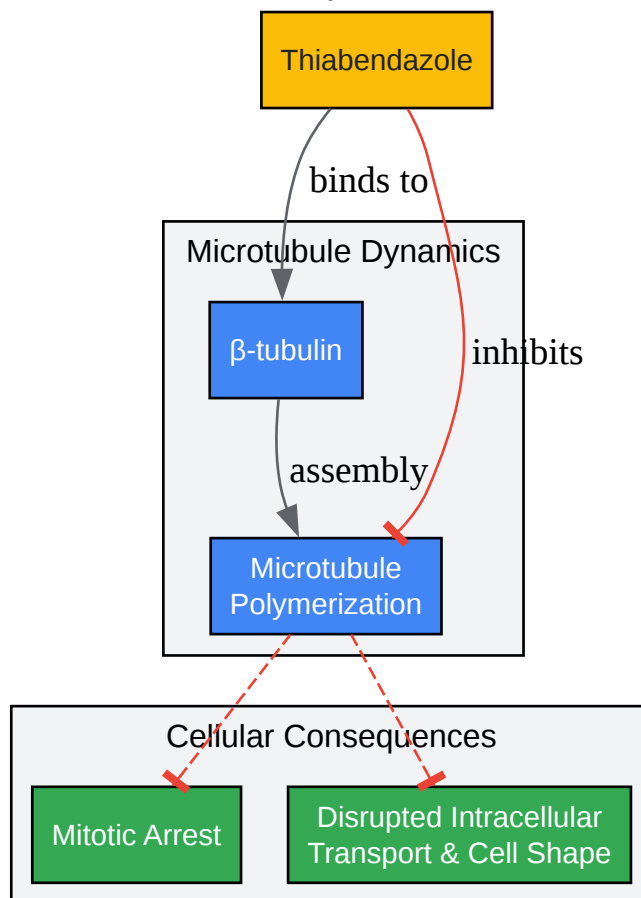 Thiabendazole
binds to
Microtubule Dynamics
β-tubulin
inhibits
assembly
Microtubule
Polymerization
Cellular Consequences
Mitotic Arrest
Disrupted Intracellular
Transport & Cell Shape